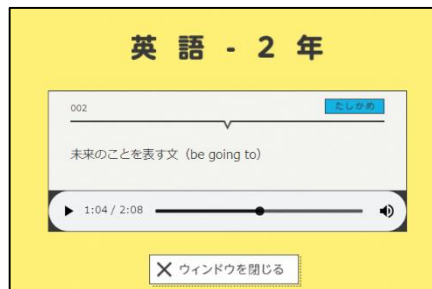 英語-2年
002
たしかめ
未来のことを表す文（be going to）
1:04 / 2:08
ウィンドウを閉じる